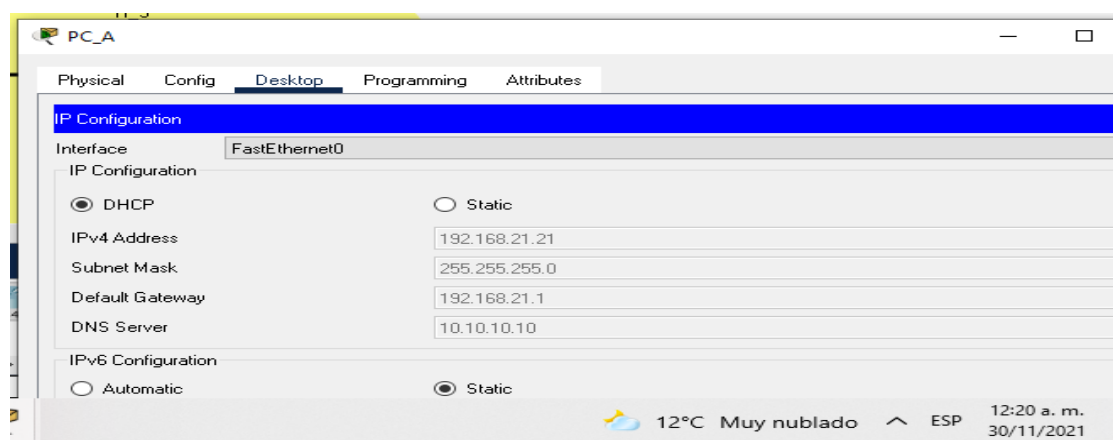 PC_A
Physical Config Desktop Programming Attributes
IP Configuration
Interface FastEthernet0
IP Configuration
DHCP Static
IPv4 Address 192.168.21.21
Subnet Mask 255.255.255.0
Default Gateway 192.168.21.1
DNS Server 10.10.10.10
IPv6 Configuration
Automatic Static
12°C Muy nublado ESP 12:20 a. m.
30/11/2021